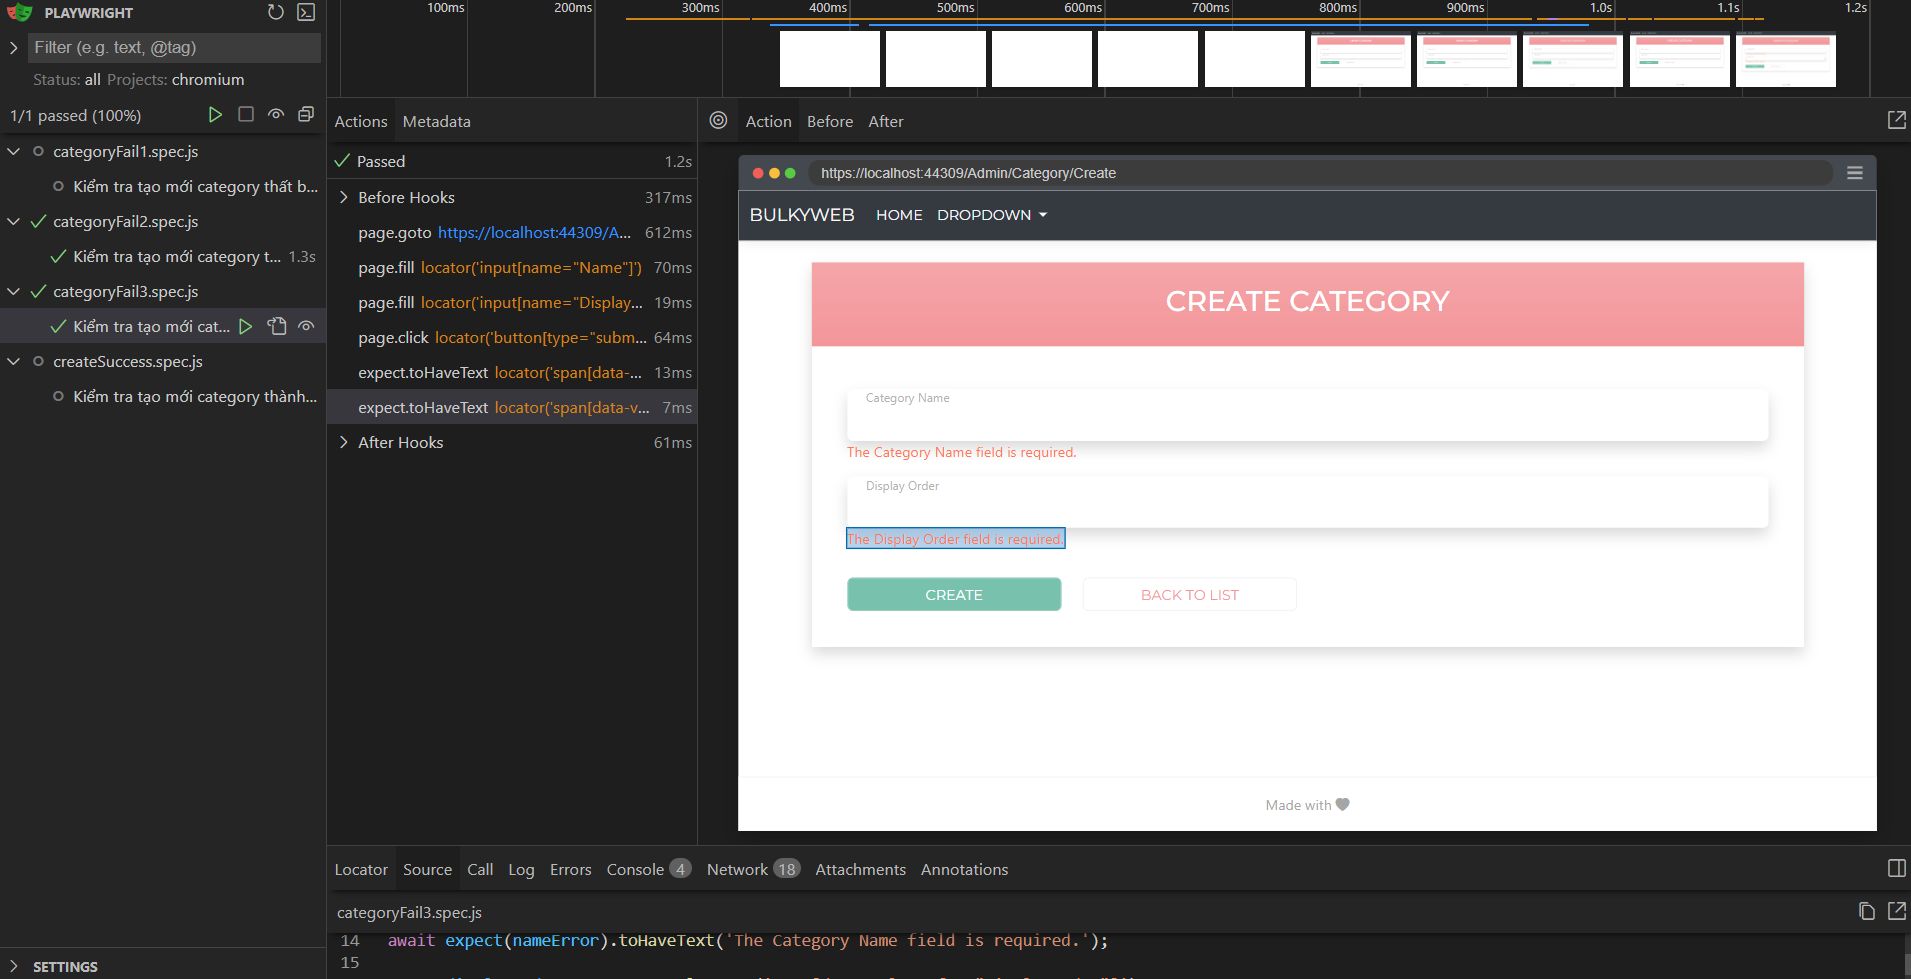 PLAYWRIGHT
Filter (e.g. text, @tag)
Status: all Projects: chromium
1/1 passed (100%)
categoryFail1.spec.js
Kiểm tra tạo mới category thất b...
categoryFail2.spec.js
Kiểm tra tạo mới category t... 1.3s
categoryFail3.spec.js
Kiểm tra tạo mới cat...
createSuccess.spec.js
Kiểm tra tạo mới category thành...
SETTINGS
100ms 200ms 300ms 400ms 500ms 600ms 700ms 800ms 900ms 1.0s 1.1s 1.2s
Actions Metadata
Passed 1.2s
Before Hooks 317ms
page.goto https://localhost:44309/A... 612ms
page.fill locator('input[name="Name"]') 70ms
page.fill locator('input[name="Display... 19ms
page.click locator('button[type="subm... 64ms
expect.toHaveText locator('span[data-... 13ms
expect.toHaveText locator('span[data-v... 7ms
After Hooks 61ms
Action Before After
https://localhost:44309/Admin/Category/Create
BULKYWEB HOME DROPDOWN
CREATE CATEGORY
Category Name
The Category Name field is required.
Display Order
The Display Order field is required.
CREATE BACK TO LIST
Made with
Locator Source Call Log Errors Console 4 Network 18 Attachments Annotations
categoryFail3.spec.js
14 await expect(nameError).toHaveText('The Category Name field is required.');
15